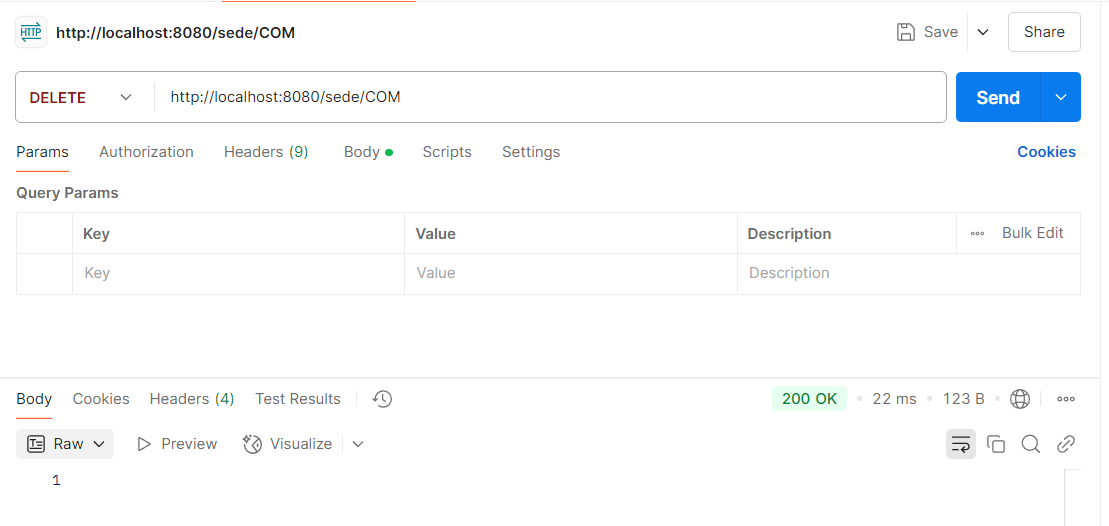 HTTP http://localhost:8080/sede/COM Save Share
DELETE http://localhost:8080/sede/COM Send
Params Authorization Headers (9) Body Scripts Settings Cookies
Query Params
Key Value Description Bulk Edit
Key Value Description
Body Cookies Headers (4) Test Results 200 OK 22 ms 123 B
Raw Preview Visualize
1